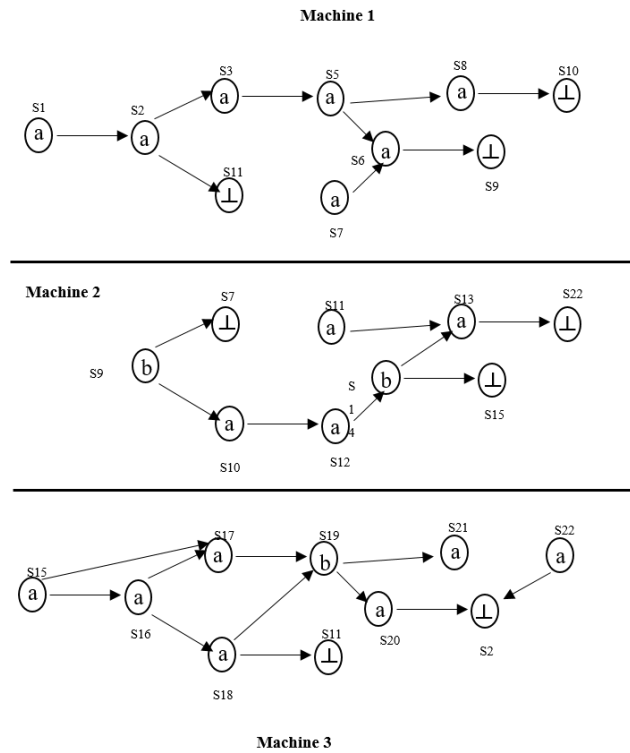 Machine 1
S3
S5
S8
S10
S1
S2
a
a
a
⊥
a
a
S11
S6
a
⊥
⊥
a
S9
S7
Machine 2
S7
S11
S13
S22
⊥
a
a
⊥
S9
b
S
b
⊥
1
a
a
4
S15
S10
S12
S17
S19
S21
S22
S15
a
b
a
a
a
a
S16
a
⊥
S11
S20
S2
a
⊥
S18
Machine 3